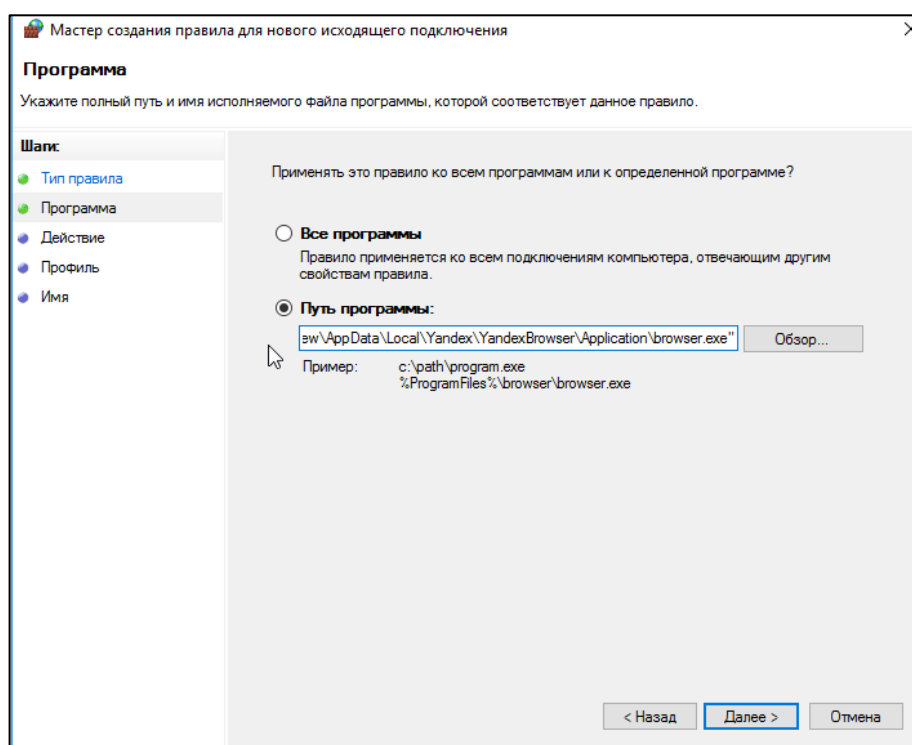 Мастер создания правила для нового исходящего подключения
Программа
Укажите полный путь и имя исполняемого файла программы, которой соответствует данное правило.
Шаги:
Тип правила
Программа
Действие
Профиль
Имя
Применять это правило ко всем программам или к определенной программе?
Все программы
Правило применяется ко всем подключениям компьютера, отвечающим другим
свойствам правила.
Путь программы:
ew\AppData\Local\Yandex\YandexBrowser\Application\browser.exe"
Обзор...
Пример: c:\path\program.exe
%ProgramFiles%\browser\browser.exe
< Назад
Далее >
Отмена